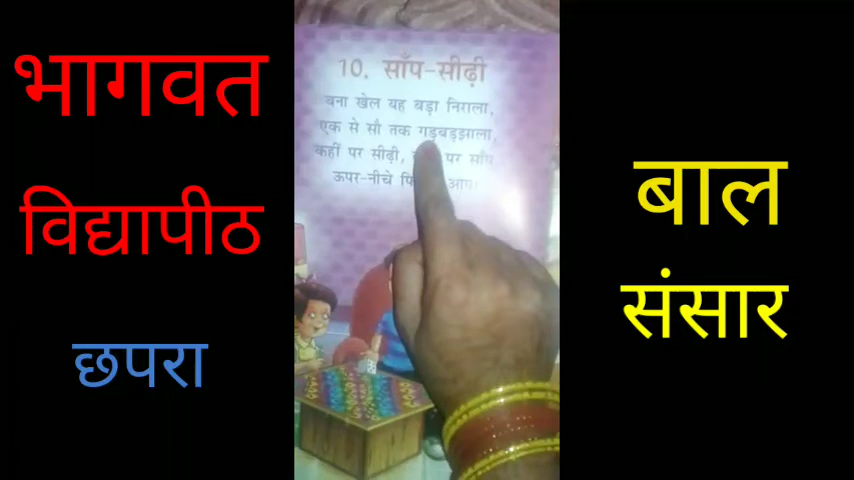 भागवत
विद्यापीठ
छपरा
10. साँप-सीढ़ी
बना खेल यह बड़ा निराला,
एक से सौ तक गड़बड़झाला,
कहीं पर सीढ़ी, पर साँप
ऊपर-नीचे आप।
बाल
संसार